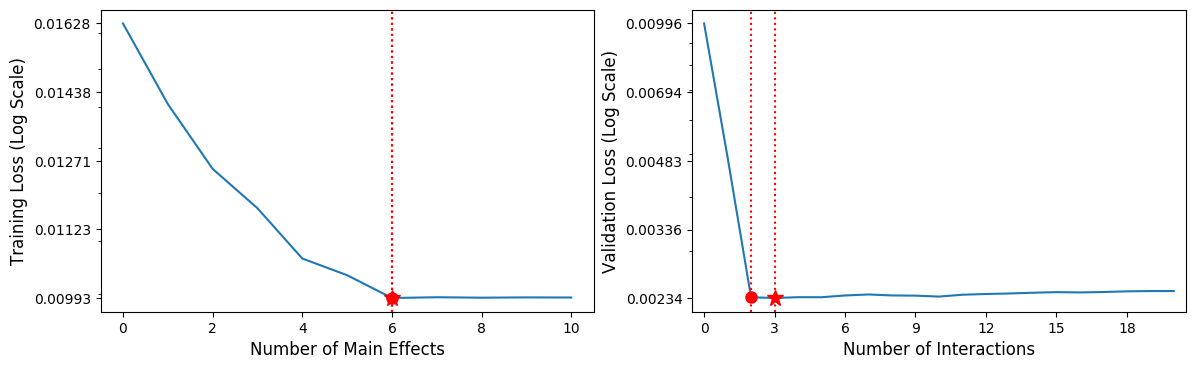 Training Loss (Log Scale)
0.01628
0.01438
0.01271
0.01123
0.00993
0 2 4 6 8 10
Number of Main Effects
Validation Loss (Log Scale)
0.00996
0.00694
0.00483
0.00336
0.00234
0 3 6 9 12 15 18
Number of Interactions